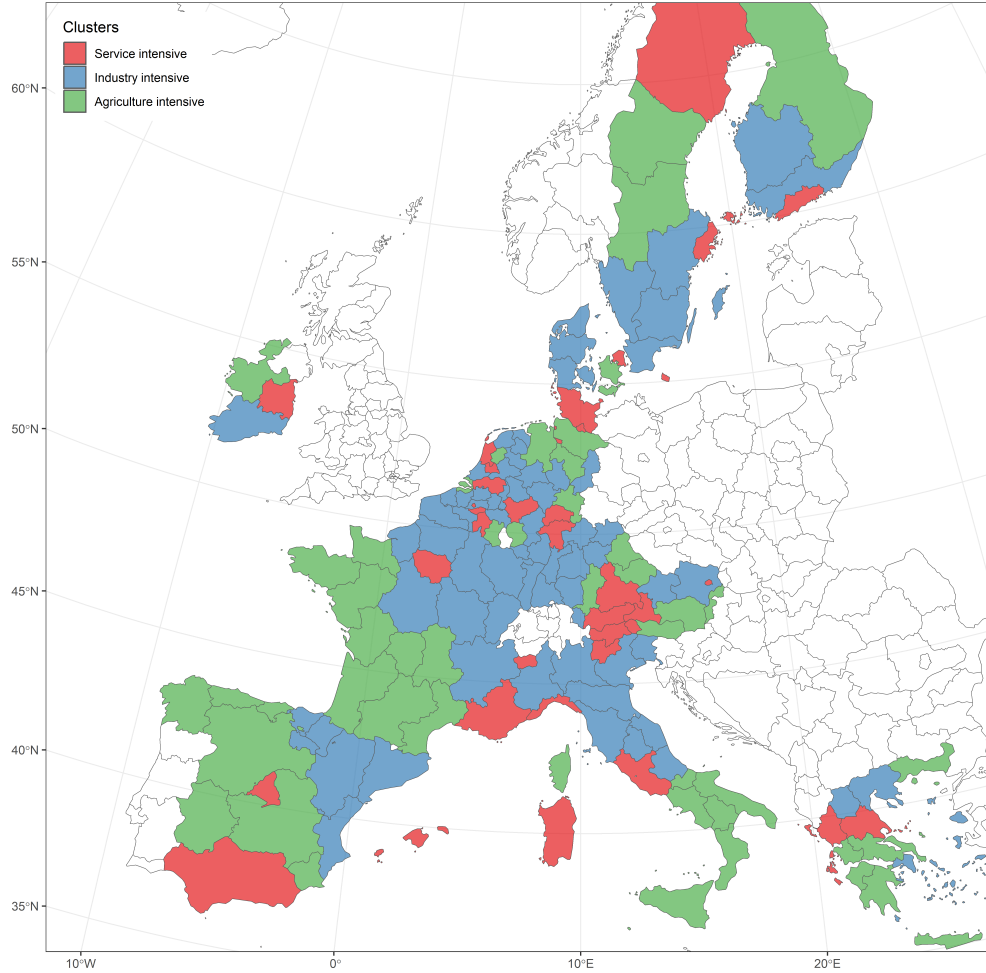 Clusters
Service intensive
Industry intensive
Agriculture intensive
60°N
55°N
50°N
45°N
40°N
35°N
10°W
0°
10°E
20°E